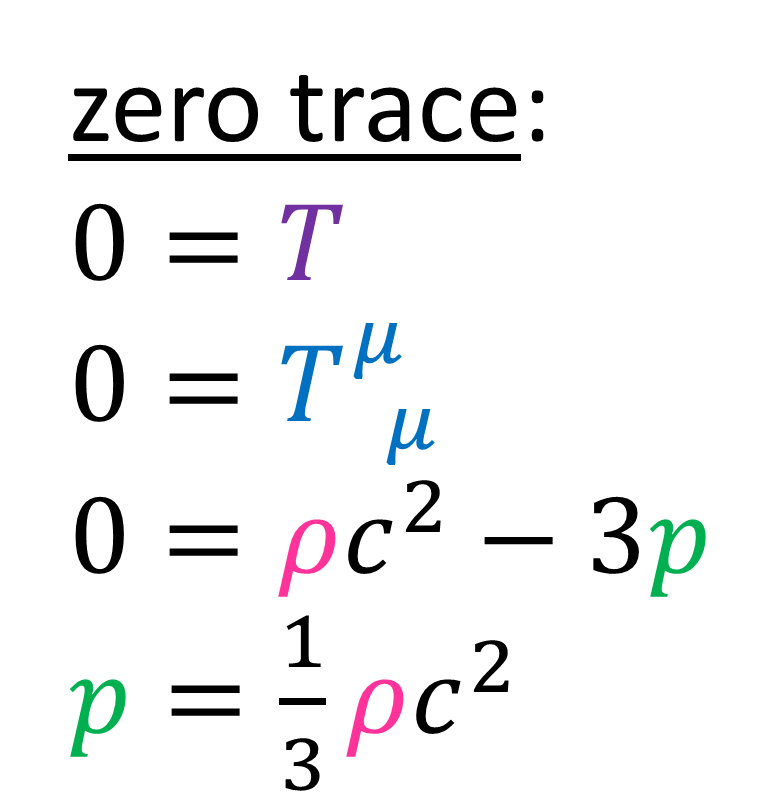 zero trace:
0 = T
0 = T^μ_μ
0 = ρc² − 3p
p = 1/3 ρc²